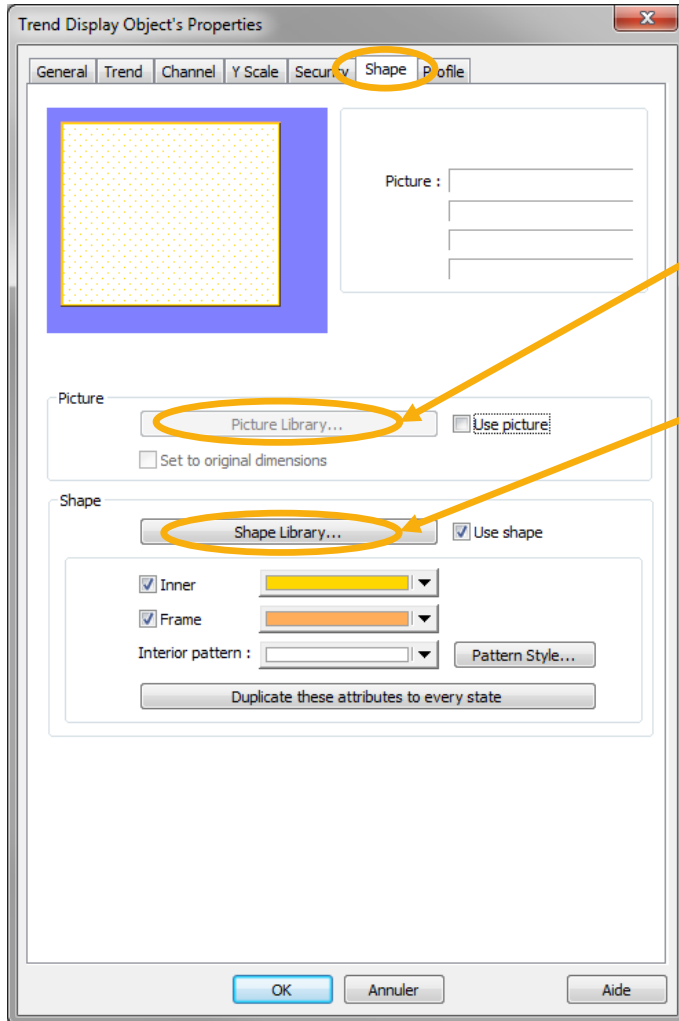 Trend Display Object's Properties
General Trend Channel Y Scale Security Shape Profile
Picture :
Picture
Picture Library... Use picture
Set to original dimensions
Shape
Shape Library... Use shape
Inner
Frame
Interior pattern : Pattern Style...
Duplicate these attributes to every state
OK Annuler Aide